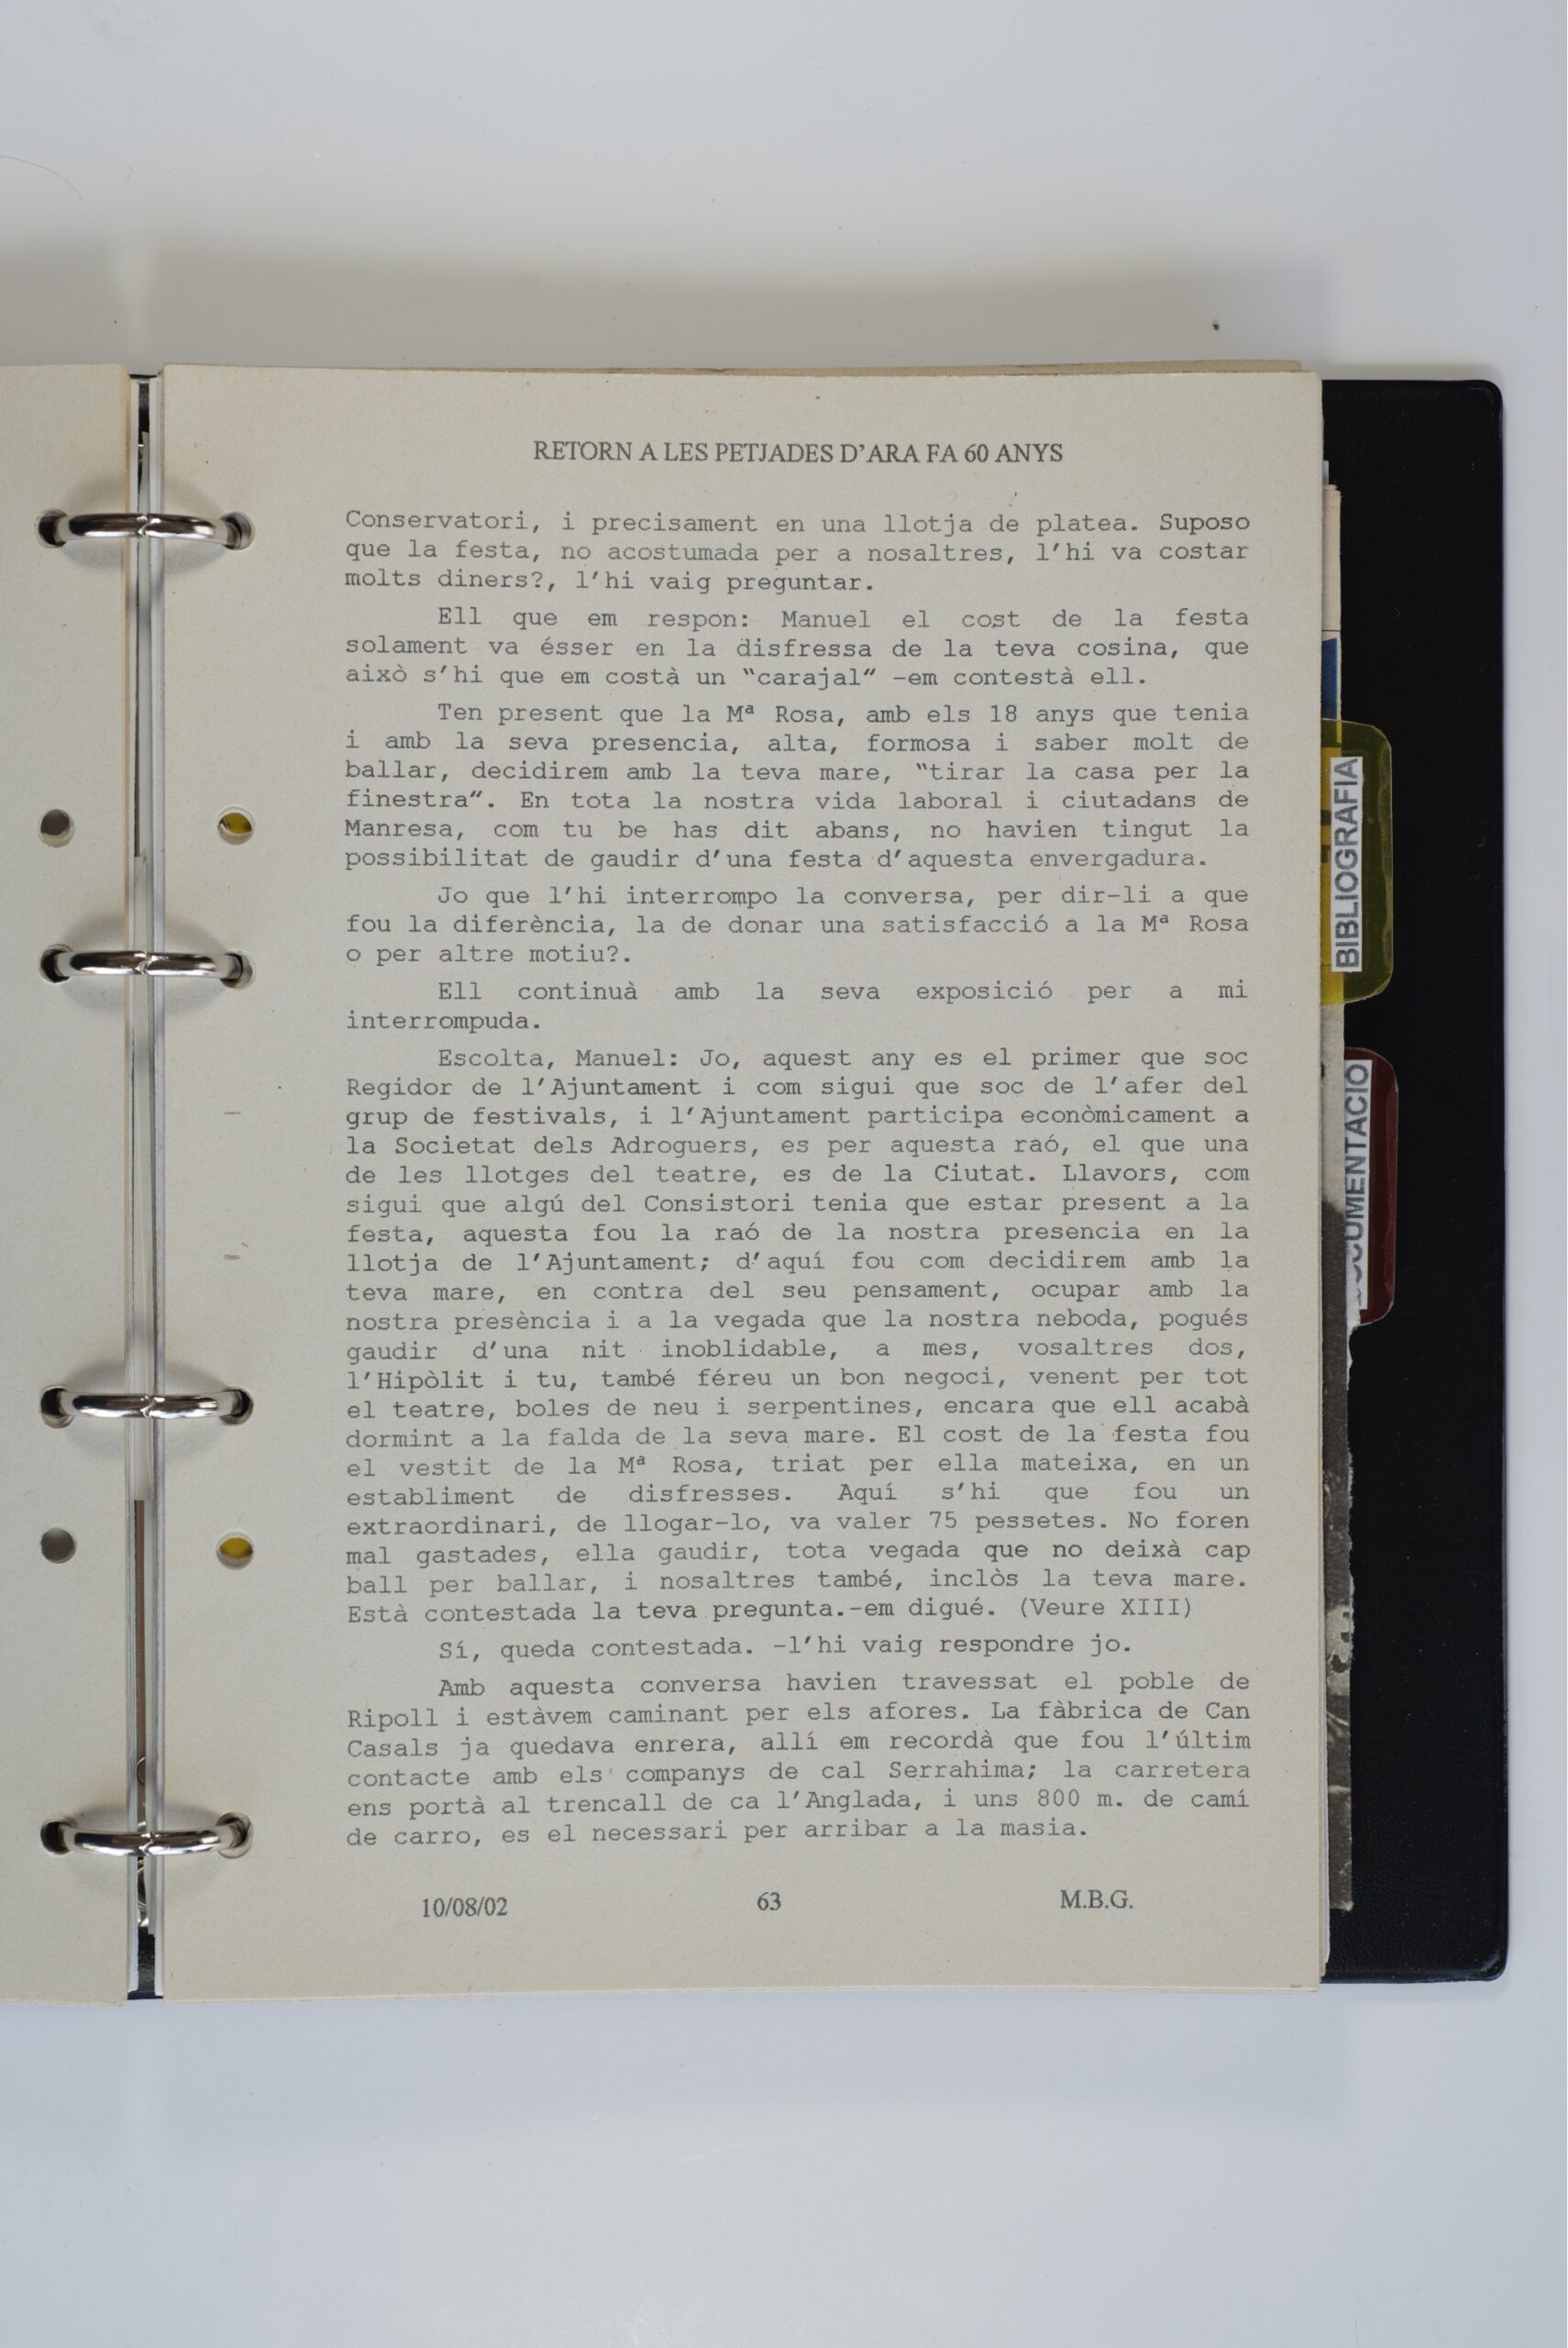 RETORN A LES PETJADES D'ARA FA 60 ANYS
Conservatori, i precisament en una llotja de platea. Suposo
que la festa, no acostumada per a nosaltres, l'hi va costar
molts diners?, l'hi vaig preguntar.
Ell que em respon: Manuel el cost de la festa
solament va ésser en la disfressa de la teva cosina, que
això s'hi que em costà un "carajal" -em contestà ell.
Ten present que la Mª Rosa, amb els 18 anys que tenia
i amb la seva presencia, alta, formosa i saber molt de
ballar, decidirem amb la teva mare, "tirar la casa per la
finestra". En tota la nostra vida laboral i ciutadans de
Manresa, com tu be has dit abans, no havien tingut la
possibilitat de gaudir d'una festa d'aquesta envergadura.
Jo que l'hi interrompo la conversa, per dir-li a que
fou la diferència, la de donar una satisfacció a la Mª Rosa
o per altre motiu?.
Ell continuà amb la seva exposició per a mi
interrompuda.
Escolta, Manuel: Jo, aquest any es el primer que soc
Regidor de l'Ajuntament i com sigui que soc de l'afer del
grup de festivals, i l'Ajuntament participa econòmicament a
la Societat dels Adroguers, es per aquesta raó, el que una
de les llotges del teatre, es de la Ciutat. Llavors, com
sigui que algú del Consistori tenia que estar present a la
festa, aquesta fou la raó de la nostra presencia en la
llotja de l'Ajuntament; d'aquí fou com decidirem amb la
teva mare, en contra del seu pensament, ocupar amb la
nostra presència i a la vegada que la nostra neboda, pogués
gaudir d'una nit inoblidable, a mes, vosaltres dos,
l'Hipòlit i tu, també féreu un bon negoci, venent per tot
el teatre, boles de neu i serpentines, encara que ell acabà
dormint a la falda de la seva mare. El cost de la festa fou
el vestit de la Mª Rosa, triat per ella mateixa, en un
establiment de disfresses. Aquí s'hi que fou un
extraordinari, de llogar-lo, va valer 75 pessetes. No foren
mal gastades, ella gaudir, tota vegada que no deixà cap
ball per ballar, i nosaltres també, inclòs la teva mare.
Està contestada la teva pregunta.-em digué. (Veure XIII)
Sí, queda contestada. -l'hi vaig respondre jo.
Amb aquesta conversa havien travessat el poble de
Ripoll i estàvem caminant per els afores. La fàbrica de Can
Casals ja quedava enrera, allí em recordà que fou l'últim
contacte amb els companys de cal Serrahima; la carretera
ens portà al trencall de ca l'Anglada, i uns 800 m. de camí
de carro, es el necessari per arribar a la masia.
10/08/02 63 M.B.G.
BIBLIOGRAFIA